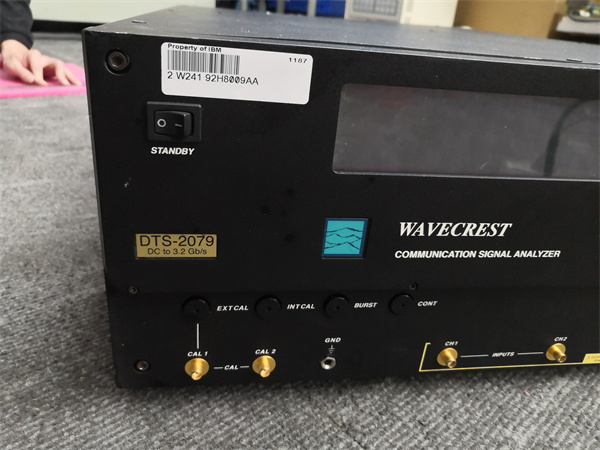 Property of IBM
1187
2 W241 92H8009AA
STANDBY
DTS-2079
DC to 3.2 Gb/s
WAVECREST
COMMUNICATION SIGNAL ANALYZER
EXT CAL
INT CAL
BURST
CONT
GND
CAL 1
CAL
CAL 2
CH1
INPUTS
CH2